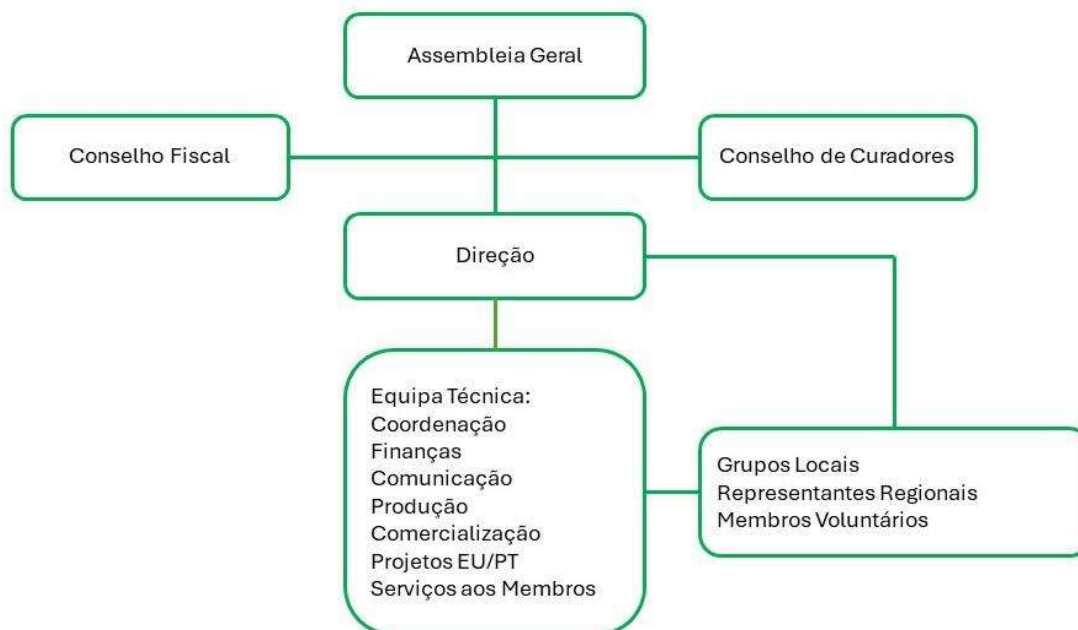 Assembleia Geral
Conselho Fiscal
Conselho de Curadores
Direção
Equipa Técnica:
Coordenação
Finanças
Comunicação
Produção
Comercialização
Projetos EU/PT
Serviços aos Membros
Grupos Locais
Representantes Regionais
Membros Voluntários